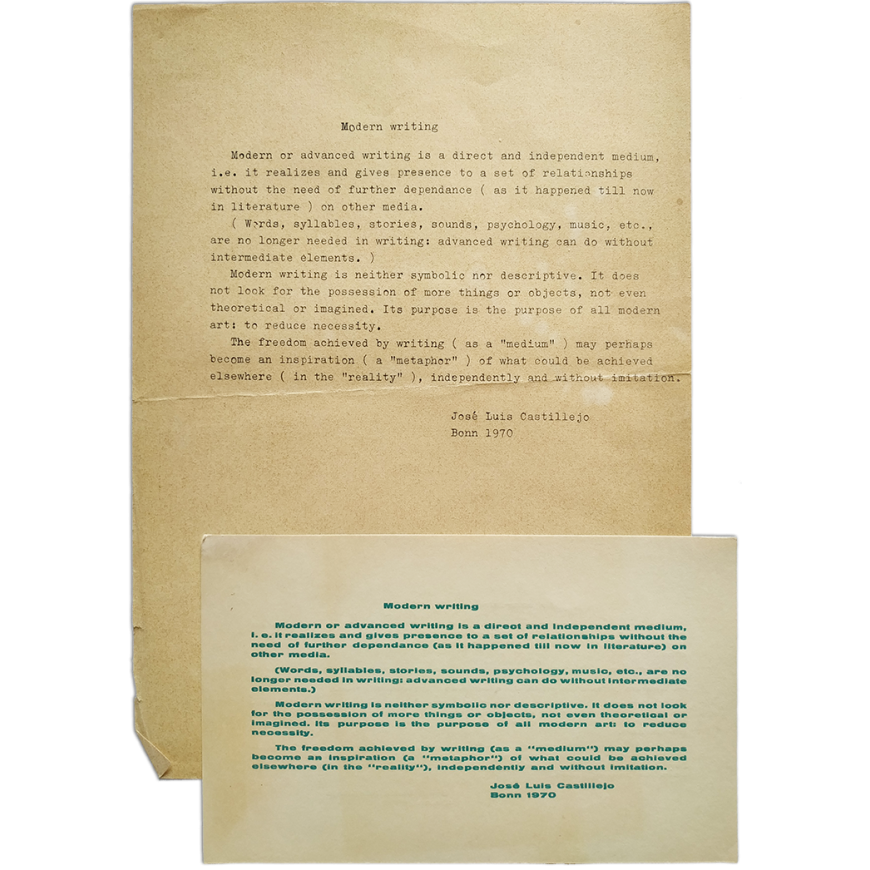 Modern writing
Modern or advanced writing is a direct and independent medium,
i.e. it realizes and gives presence to a set of relationships
without the need of further dependance ( as it happened till now
in literature ) on other media.
( Words, syllables, stories, sounds, psychology, music, etc.,
are no longer needed in writing: advanced writing can do without
intermediate elements. )
Modern writing is neither symbolic nor descriptive. It does
not look for the possession of more things or objects, not even
theoretical or imagined. Its purpose is the purpose of all modern
art: to reduce necessity.
The freedom achieved by writing ( as a "medium" ) may perhaps
become an inspiration ( a "metaphor" ) of what could be achieved
elsewhere ( in the "reality" ), independently and without imitation.
José Luis Castillejo
Bonn 1970
Modern writing
Modern or advanced writing is a direct and independent medium,
i. e. it realizes and gives presence to a set of relationships without the
need of further dependance (as it happened till now in literature) on
other media.
(Words, syllables, stories, sounds, psychology, music, etc., are no
longer needed in writing: advanced writing can do without intermediate
elements.)
Modern writing is neither symbolic nor descriptive. It does not look
for the possession of more things or objects, not even theoretical or
imagined. Its purpose is the purpose of all modern art: to reduce
necessity.
The freedom achieved by writing (as a "medium") may perhaps
become an inspiration (a "metaphor") of what could be achieved
elsewhere (in the "reality"), independently and without imitation.
José Luis Castillejo
Bonn 1970